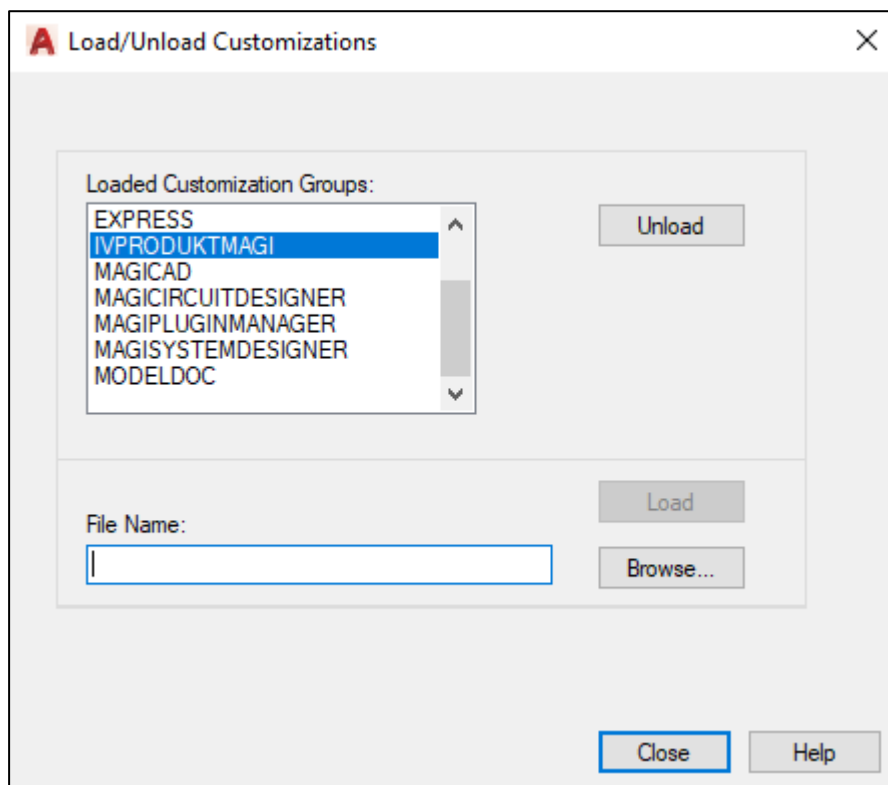 Load/Unload Customizations
Loaded Customization Groups:
EXPRESS
IVPRODUKTMAGI
MAGICAD
MAGICIRCUITDESIGNER
MAGIPLUGINMANAGER
MAGISYSTEMDESIGNER
MODELDOC
Unload
Load
File Name:
Browse...
Close
Help